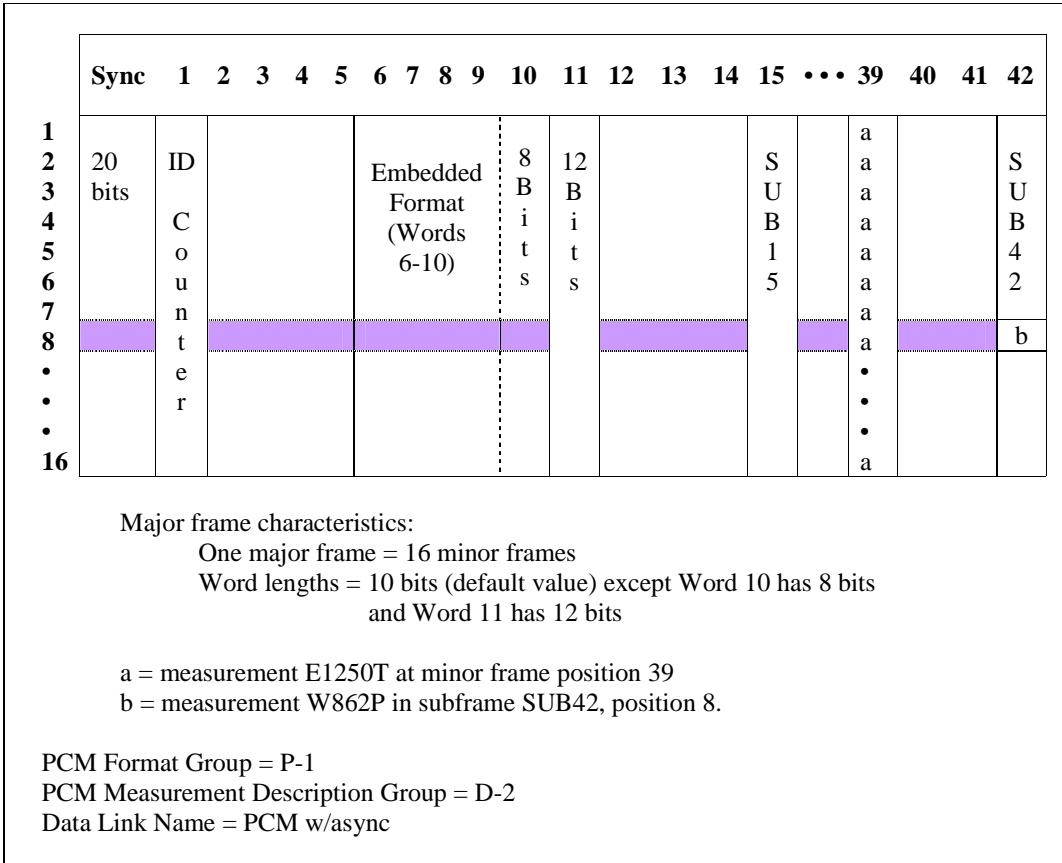 Sync 1 2 3 4 5 6 7 8 9 10 11 12 13 14 15 • • • 39 40 41 42
1 a
2 20 ID Embedded 8 12 S a S
3 bits Format B B U a U
4 C (Words i i B a B
5 o 6-10) t t 1 a 4
6 u s s 5 a 2
7 n a
8 t a b
• e •
• r •
• •
16 a
Major frame characteristics:
One major frame = 16 minor frames
Word lengths = 10 bits (default value) except Word 10 has 8 bits
and Word 11 has 12 bits
a = measurement E1250T at minor frame position 39
b = measurement W862P in subframe SUB42, position 8.
PCM Format Group = P-1
PCM Measurement Description Group = D-2
Data Link Name = PCM w/async